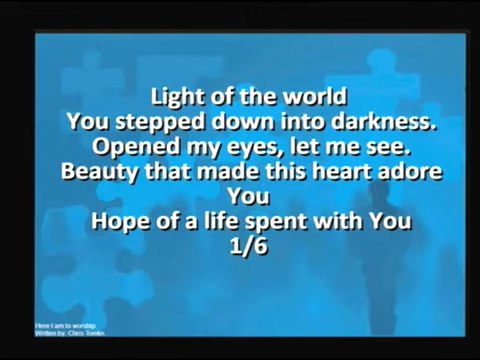 Light of the world
You stepped down into darkness.
Opened my eyes, let me see.
Beauty that made this heart adore
You
Hope of a life spent with You
1/6
Here I am to worship
Written by: Chris Tomlin